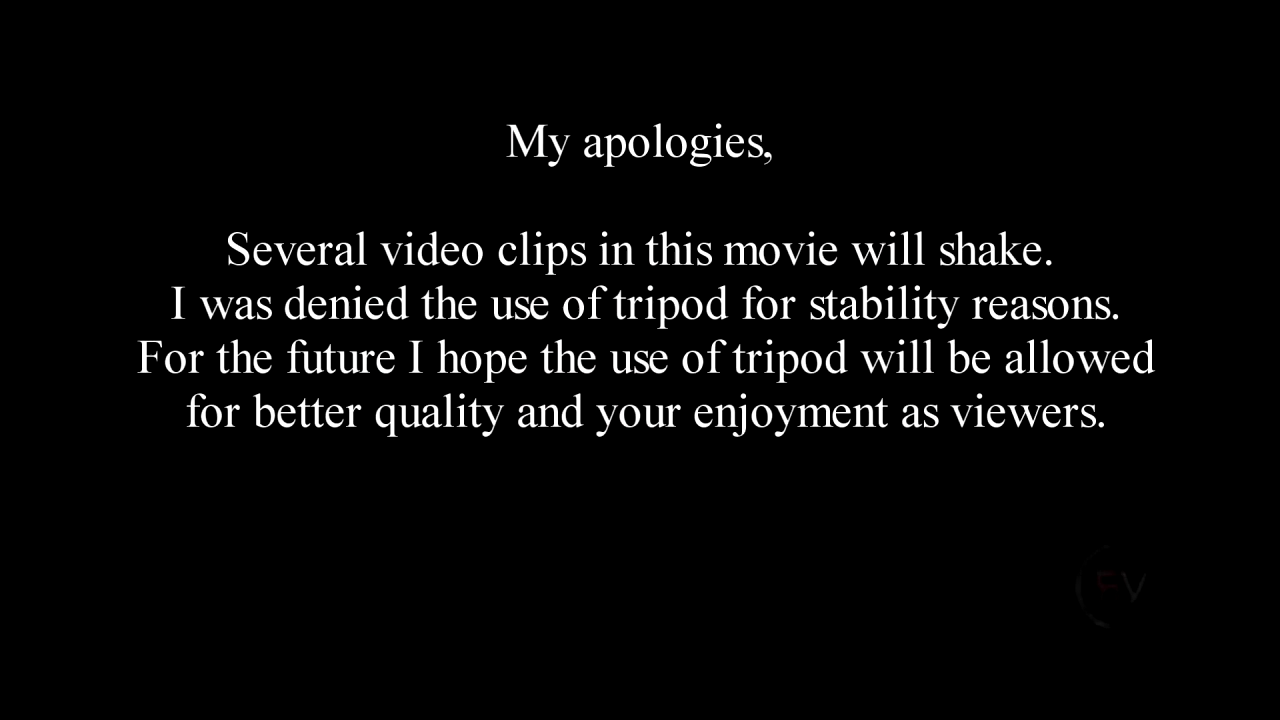 My apologies,
Several video clips in this movie will shake.
I was denied the use of tripod for stability reasons.
For the future I hope the use of tripod will be allowed
for better quality and your enjoyment as viewers.